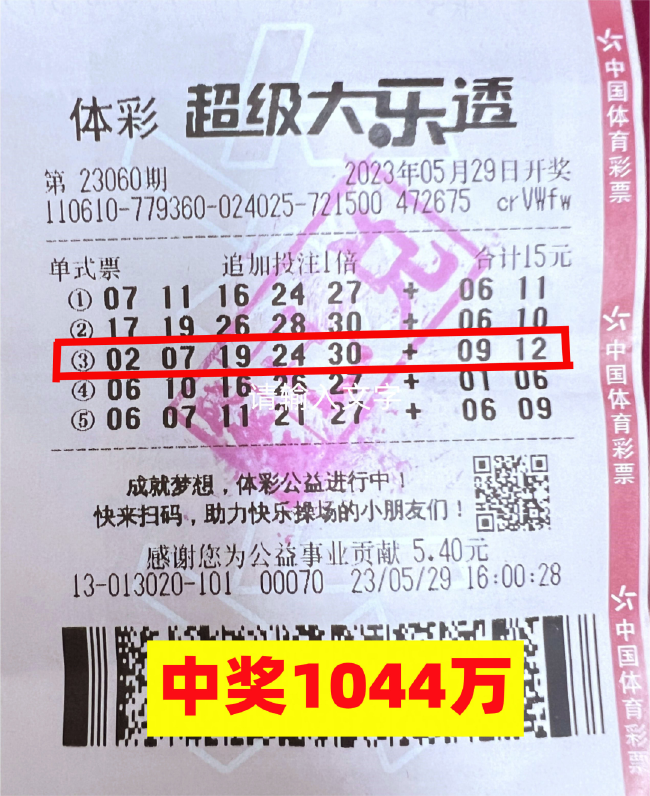 体彩 超级大乐透
第 23060期 2023年05月29日开奖
110610-779360-024025-721500 472675 crVWfw
单式票 追加投注1倍 合计15元
① 07 11 16 24 27 + 06 11
② 17 19 26 28 30 + 06 10
③ 02 07 19 24 30 + 09 12
④ 06 10 16 26 27 + 01 06
请输入文字
⑤ 06 07 11 21 27 + 06 09
成就梦想，体彩公益进行中！
快来扫码，助力快乐操场的小朋友们！
感谢您为公益事业贡献 5.40元
13-013020-101 00070 23/05/29 16:00:28
中奖1044万
中国体育彩票
中国体育彩票
中国体育彩票